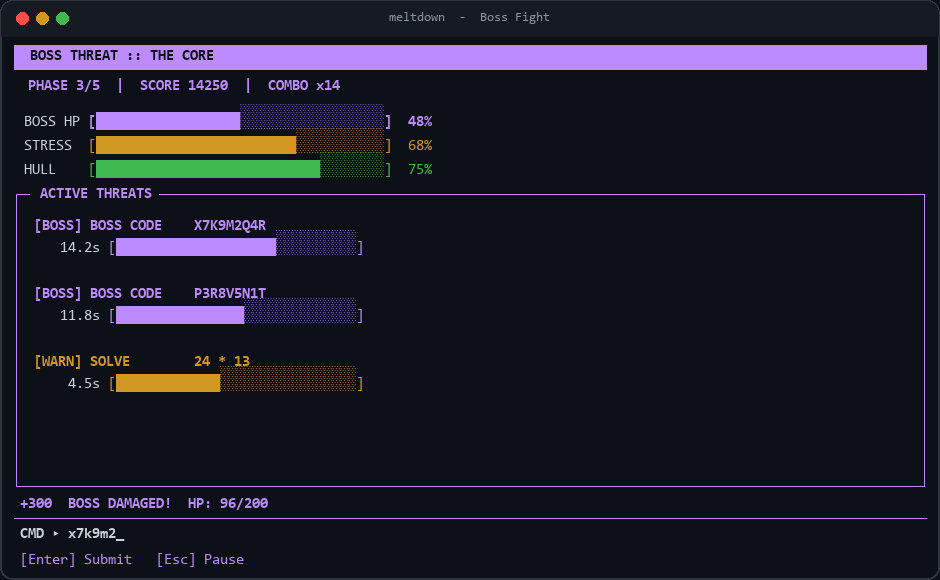 meltdown - Boss Fight
BOSS THREAT :: THE CORE
PHASE 3/5 | SCORE 14250 | COMBO x14
BOSS HP [ ] 48%
STRESS [ ] 68%
HULL [ ] 75%
ACTIVE THREATS
[BOSS] BOSS CODE X7K9M2Q4R
14.2s [ ]
[BOSS] BOSS CODE P3R8V5N1T
11.8s [ ]
[WARN] SOLVE 24 * 13
4.5s [ ]
+300 BOSS DAMAGED! HP: 96/200
CMD ▸ x7k9m2_
[Enter] Submit [Esc] Pause